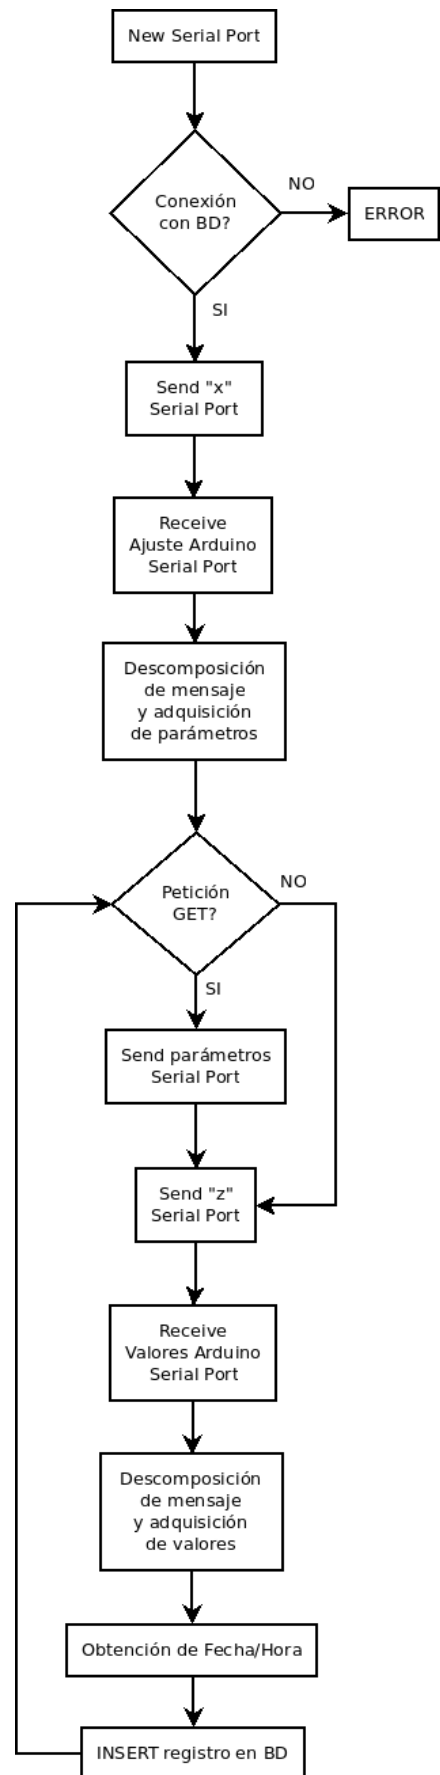 New Serial Port
Conexión
con BD?
NO
ERROR
SI
Send "x"
Serial Port
Receive
Ajuste Arduino
Serial Port
Descomposición
de mensaje
y adquisición
de parámetros
Petición
GET?
NO
SI
Send parámetros
Serial Port
Send "z"
Serial Port
Receive
Valores Arduino
Serial Port
Descomposición
de mensaje
y adquisición
de valores
Obtención de Fecha/Hora
INSERT registro en BD